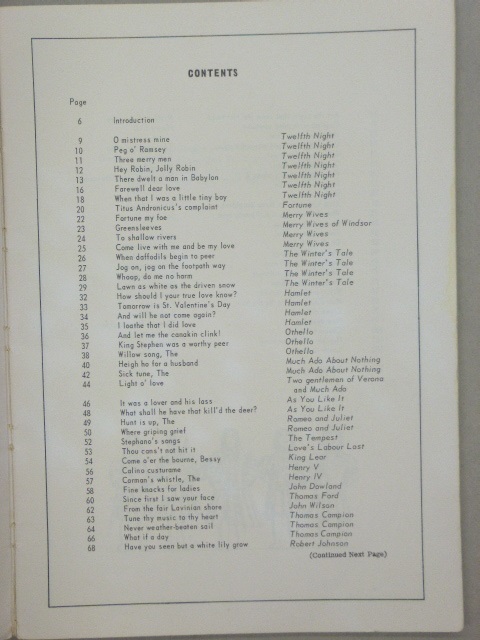 CONTENTS
Page
6 Introduction
9 O mistress mine Twelfth Night
10 Peg o' Ramsey Twelfth Night
11 Three merry men Twelfth Night
12 Hey Robin, Jolly Robin Twelfth Night
13 There dwelt a man in Babylon Twelfth Night
16 Farewell dear love Twelfth Night
18 When that I was a little tiny boy Twelfth Night
20 Titus Andronicus's complaint Fortune
22 Fortune my foe Merry Wives
23 Greensleeves Merry Wives of Windsor
24 To shallow rivers Merry Wives
25 Come live with me and be my love Merry Wives
26 When daffodils begin to peer The Winter's Tale
27 Jog on, jog on the footpath way The Winter's Tale
28 Whoop, do me no harm The Winter's Tale
29 Lawn as white as the driven snow The Winter's Tale
32 How should I your true love know? Hamlet
33 Tomorrow is St. Valentine's Day Hamlet
34 And will he not come again? Hamlet
35 I loathe that I did love Hamlet
36 And let me the canakin clink! Othello
37 King Stephen was a worthy peer Othello
38 Willow song, The Othello
40 Heigh ho for a husband Much Ado About Nothing
42 Sick tune, The Much Ado About Nothing
44 Light o' love Two gentlemen of Verona
and Much Ado
46 It was a lover and his lass As You Like It
48 What shall he have that kill'd the deer? As You Like It
49 Hunt is up, The Romeo and Juliet
50 Where griping grief Romeo and Juliet
52 Stephano's songs The Tempest
53 Thou cans't not hit it Love's Labour Lost
54 Come o'er the bourne, Bessy King Lear
56 Calino custurame Henry V
57 Carman's whistle, The Henry IV
58 Fine knacks for ladies John Dowland
60 Since first I saw your face Thomas Ford
62 From the fair Lavinian shore John Wilson
63 Tune thy music to thy heart Thomas Campion
64 Never weather-beaten sail Thomas Campion
66 What if a day Thomas Campion
68 Have you seen but a white lily grow Robert Johnson
(Continued Next Page)